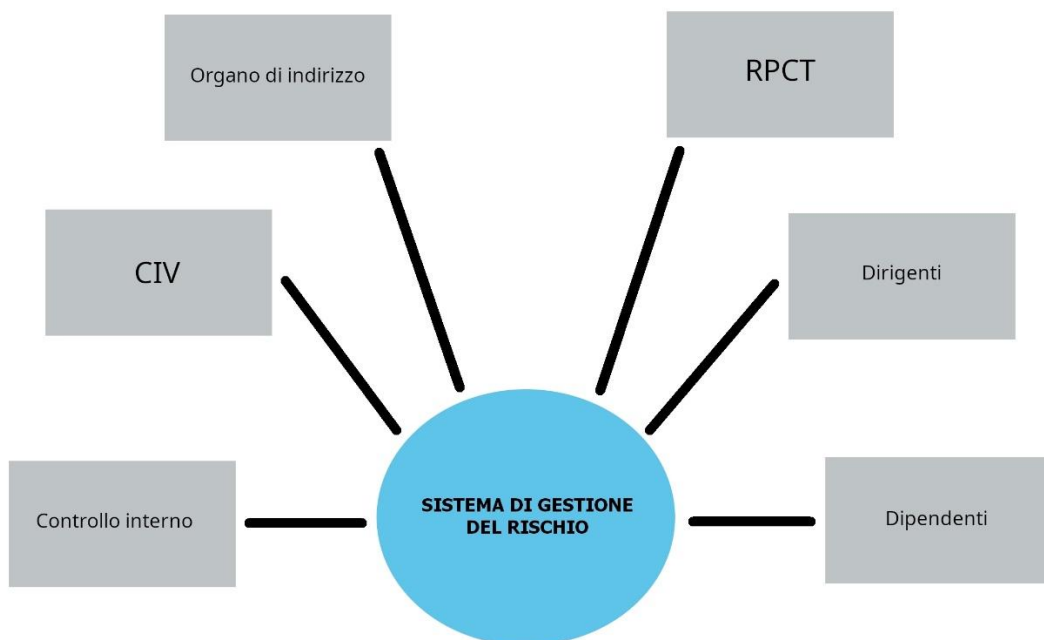 Organo di indirizzo
RPCT
CIV
Dirigenti
Controllo interno
SISTEMA DI GESTIONE
DEL RISCHIO
Dipendenti